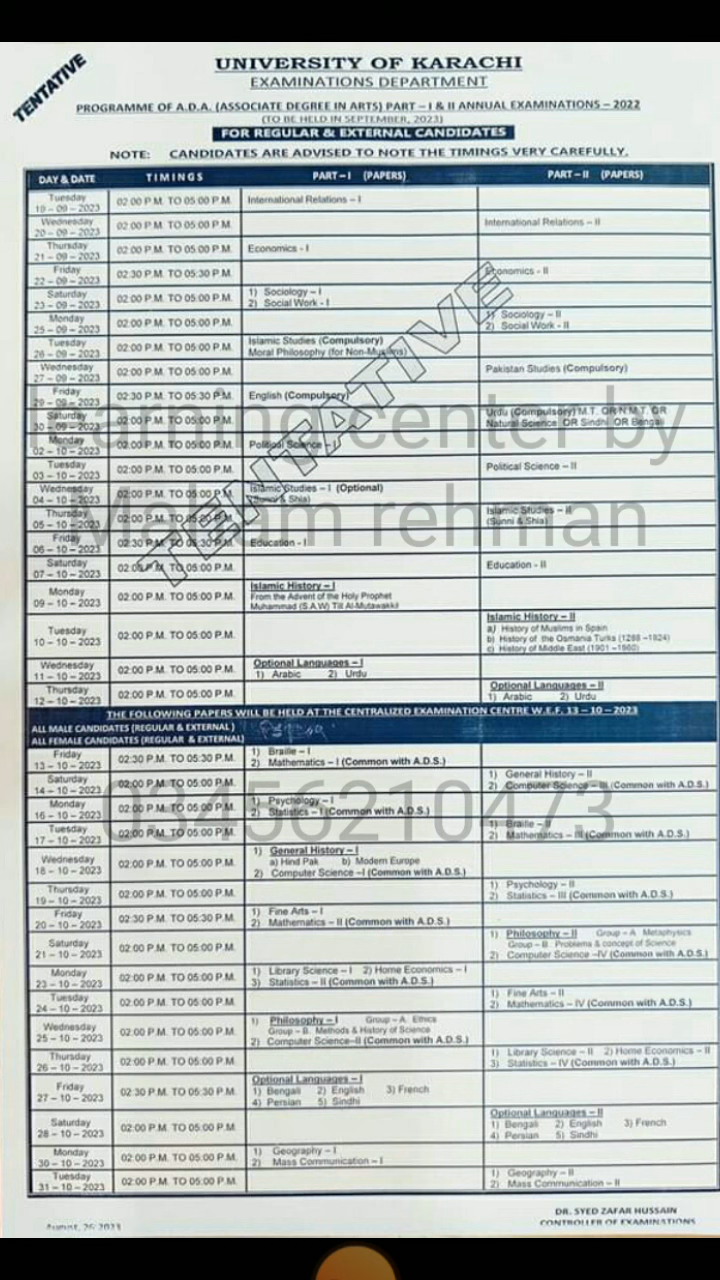 TENTATIVE
UNIVERSITY OF KARACHI
EXAMINATIONS DEPARTMENT
PROGRAMME OF A.D.A. (ASSOCIATE DEGREE IN ARTS) PART – I & II ANNUAL EXAMINATIONS – 2022
(TO BE HELD IN SEPTEMBER, 2023)
FOR REGULAR & EXTERNAL CANDIDATES
NOTE: CANDIDATES ARE ADVISED TO NOTE THE TIMINGS VERY CAREFULLY.
DAY & DATE TIMINGS PART–I (PAPERS) PART–II (PAPERS)
Tuesday
19 – 09 – 2023 02:00 P.M. TO 05:00 P.M. International Relations – I
Wednesday
20 – 09 – 2023 02:00 P.M. TO 05:00 P.M. International Relations – II
Thursday
21 – 09 – 2023 02:00 P.M. TO 05:00 P.M. Economics - I
Friday
22 – 09 – 2023 02:30 P.M. TO 05:30 P.M. Economics - II
Saturday
23 – 09 – 2023 02:00 P.M. TO 05:00 P.M. 1) Sociology – I
2) Social Work - I
Monday
25 – 09 – 2023 02:00 P.M. TO 05:00 P.M. 1) Sociology – II
2) Social Work - II
Tuesday
26 – 09 – 2023 02:00 P.M. TO 05:00 P.M. Islamic Studies (Compulsory)
Moral Philosophy (for Non-Muslims)
Wednesday
27 – 09 – 2023 02:00 P.M. TO 05:00 P.M. Pakistan Studies (Compulsory)
Friday
29 – 09 – 2023 02:30 P.M. TO 05:30 P.M. English (Compulsory)
Saturday
30 – 09 – 2023 02:00 P.M. TO 05:00 P.M. Urdu (Compulsory) M.T. OR N.M.T. OR
Natural Science OR Sindhi OR Bengali
Monday
02 – 10 – 2023 02:00 P.M. TO 05:00 P.M. Political Science – I
Tuesday
03 – 10 – 2023 02:00 P.M. TO 05:00 P.M. Political Science – II
Wednesday
04 – 10 – 2023 02:00 P.M. TO 05:00 P.M. Islamic Studies – I (Optional)
(Sunni & Shia)
Thursday
05 – 10 – 2023 02:00 P.M. TO 05:00 P.M. Islamic Studies – II
(Sunni & Shia)
Friday
06 – 10 – 2023 02:30 P.M. TO 05:30 P.M. Education - I
Saturday
07 – 10 – 2023 02:00 P.M. TO 05:00 P.M. Education - II
Monday
09 – 10 – 2023 02:00 P.M. TO 05:00 P.M. Islamic History – I
From the Advent of the Holy Prophet
Muhammad (S.A.W) Till Al-Mutawakkil
Tuesday
10 – 10 – 2023 02:00 P.M. TO 05:00 P.M. Islamic History – II
a) History of Muslims in Spain
b) History of the Osmania Turks (1288 –1924)
c) History of Middle East (1901 –1960)
Wednesday
11 – 10 – 2023 02:00 P.M. TO 05:00 P.M. Optional Languages – I
1) Arabic 2) Urdu
Thursday
12 – 10 – 2023 02:00 P.M. TO 05:00 P.M. Optional Languages – II
1) Arabic 2) Urdu
TENTATIVE
learning center by
rehman
03456210473
THE FOLLOWING PAPERS WILL BE HELD AT THE CENTRALIZED EXAMINATION CENTRE W.E.F. 13 – 10 – 2023
ALL MALE CANDIDATES (REGULAR & EXTERNAL )
ALL FEMALE CANDIDATES (REGULAR & EXTERNAL)
Friday
13 – 10 – 2023 02:30 P.M. TO 05:30 P.M. 1) Braille – I
2) Mathematics – I (Common with A.D.S.)
Saturday
14 – 10 – 2023 02:00 P.M. TO 05:00 P.M. 1) General History – II
2) Computer Science – III (Common with A.D.S.)
Monday
16 – 10 – 2023 02:00 P.M. TO 05:00 P.M. 1) Psychology – I
2) Statistics – I (Common with A.D.S.)
Tuesday
17 – 10 – 2023 02:00 P.M. TO 05:00 P.M. 1) Braille – II
2) Mathematics – III (Common with A.D.S.)
Wednesday
18 – 10 – 2023 02:00 P.M. TO 05:00 P.M. 1) General History – I
a) Hind Pak b) Modern Europe
2) Computer Science –I (Common with A.D.S.)
Thursday
19 – 10 – 2023 02:00 P.M. TO 05:00 P.M. 1) Psychology – II
2) Statistics – III (Common with A.D.S.)
Friday
20 – 10 – 2023 02:30 P.M. TO 05:30 P.M. 1) Fine Arts – I
2) Mathematics – II (Common with A.D.S.)
Saturday
21 – 10 – 2023 02:00 P.M. TO 05:00 P.M. 1) Philosophy – II Group – A. Metaphysics
Group – B. Problems & concept of Science
2) Computer Science –IV (Common with A.D.S.)
Monday
23 – 10 – 2023 02:00 P.M. TO 05:00 P.M. 1) Library Science – I 2) Home Economics – I
3) Statistics – II (Common with A.D.S.)
Tuesday
24 – 10 – 2023 02:00 P.M. TO 05:00 P.M. 1) Fine Arts – II
2) Mathematics – IV (Common with A.D.S.)
Wednesday
25 – 10 – 2023 02:00 P.M. TO 05:00 P.M. 1) Philosophy – I Group – A. Ethics
Group – B. Methods & History of Science
2) Computer Science–II (Common with A.D.S.)
Thursday
26 – 10 – 2023 02:00 P.M. TO 05:00 P.M. 1) Library Science – II 2) Home Economics – II
3) Statistics – IV (Common with A.D.S.)
Friday
27 – 10 – 2023 02:30 P.M. TO 05:30 P.M. Optional Languages – I
1) Bengali 2) English 3) French
4) Persian 5) Sindhi
Saturday
28 – 10 – 2023 02:00 P.M. TO 05:00 P.M. Optional Languages – II
1) Bengali 2) English 3) French
4) Persian 5) Sindhi
Monday
30 – 10 – 2023 02:00 P.M. TO 05:00 P.M. 1) Geography – I
2) Mass Communication – I
Tuesday
31 – 10 – 2023 02:00 P.M. TO 05:00 P.M. 1) Geography – II
2) Mass Communication – II
DR. SYED ZAFAR HUSSAIN
CONTROLLER OF EXAMINATIONS
August, 26 2023